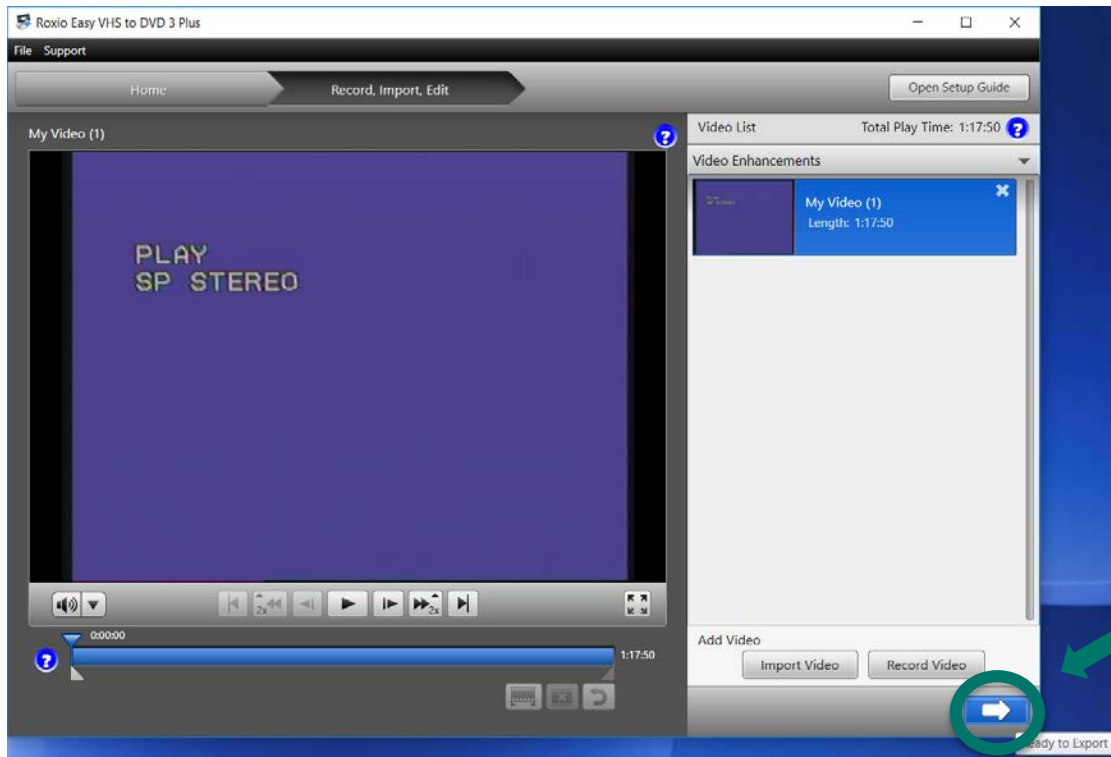 Roxio Easy VHS to DVD 3 Plus
File Support
Home Record, Import, Edit Open Setup Guide
My Video (1)
Video List Total Play Time: 1:17:50
Video Enhancements
My Video (1)
Length: 1:17:50
PLAY
SP STEREO
2x 2x
0:00:00
1:17:50
Add Video
Import Video Record Video
to Export